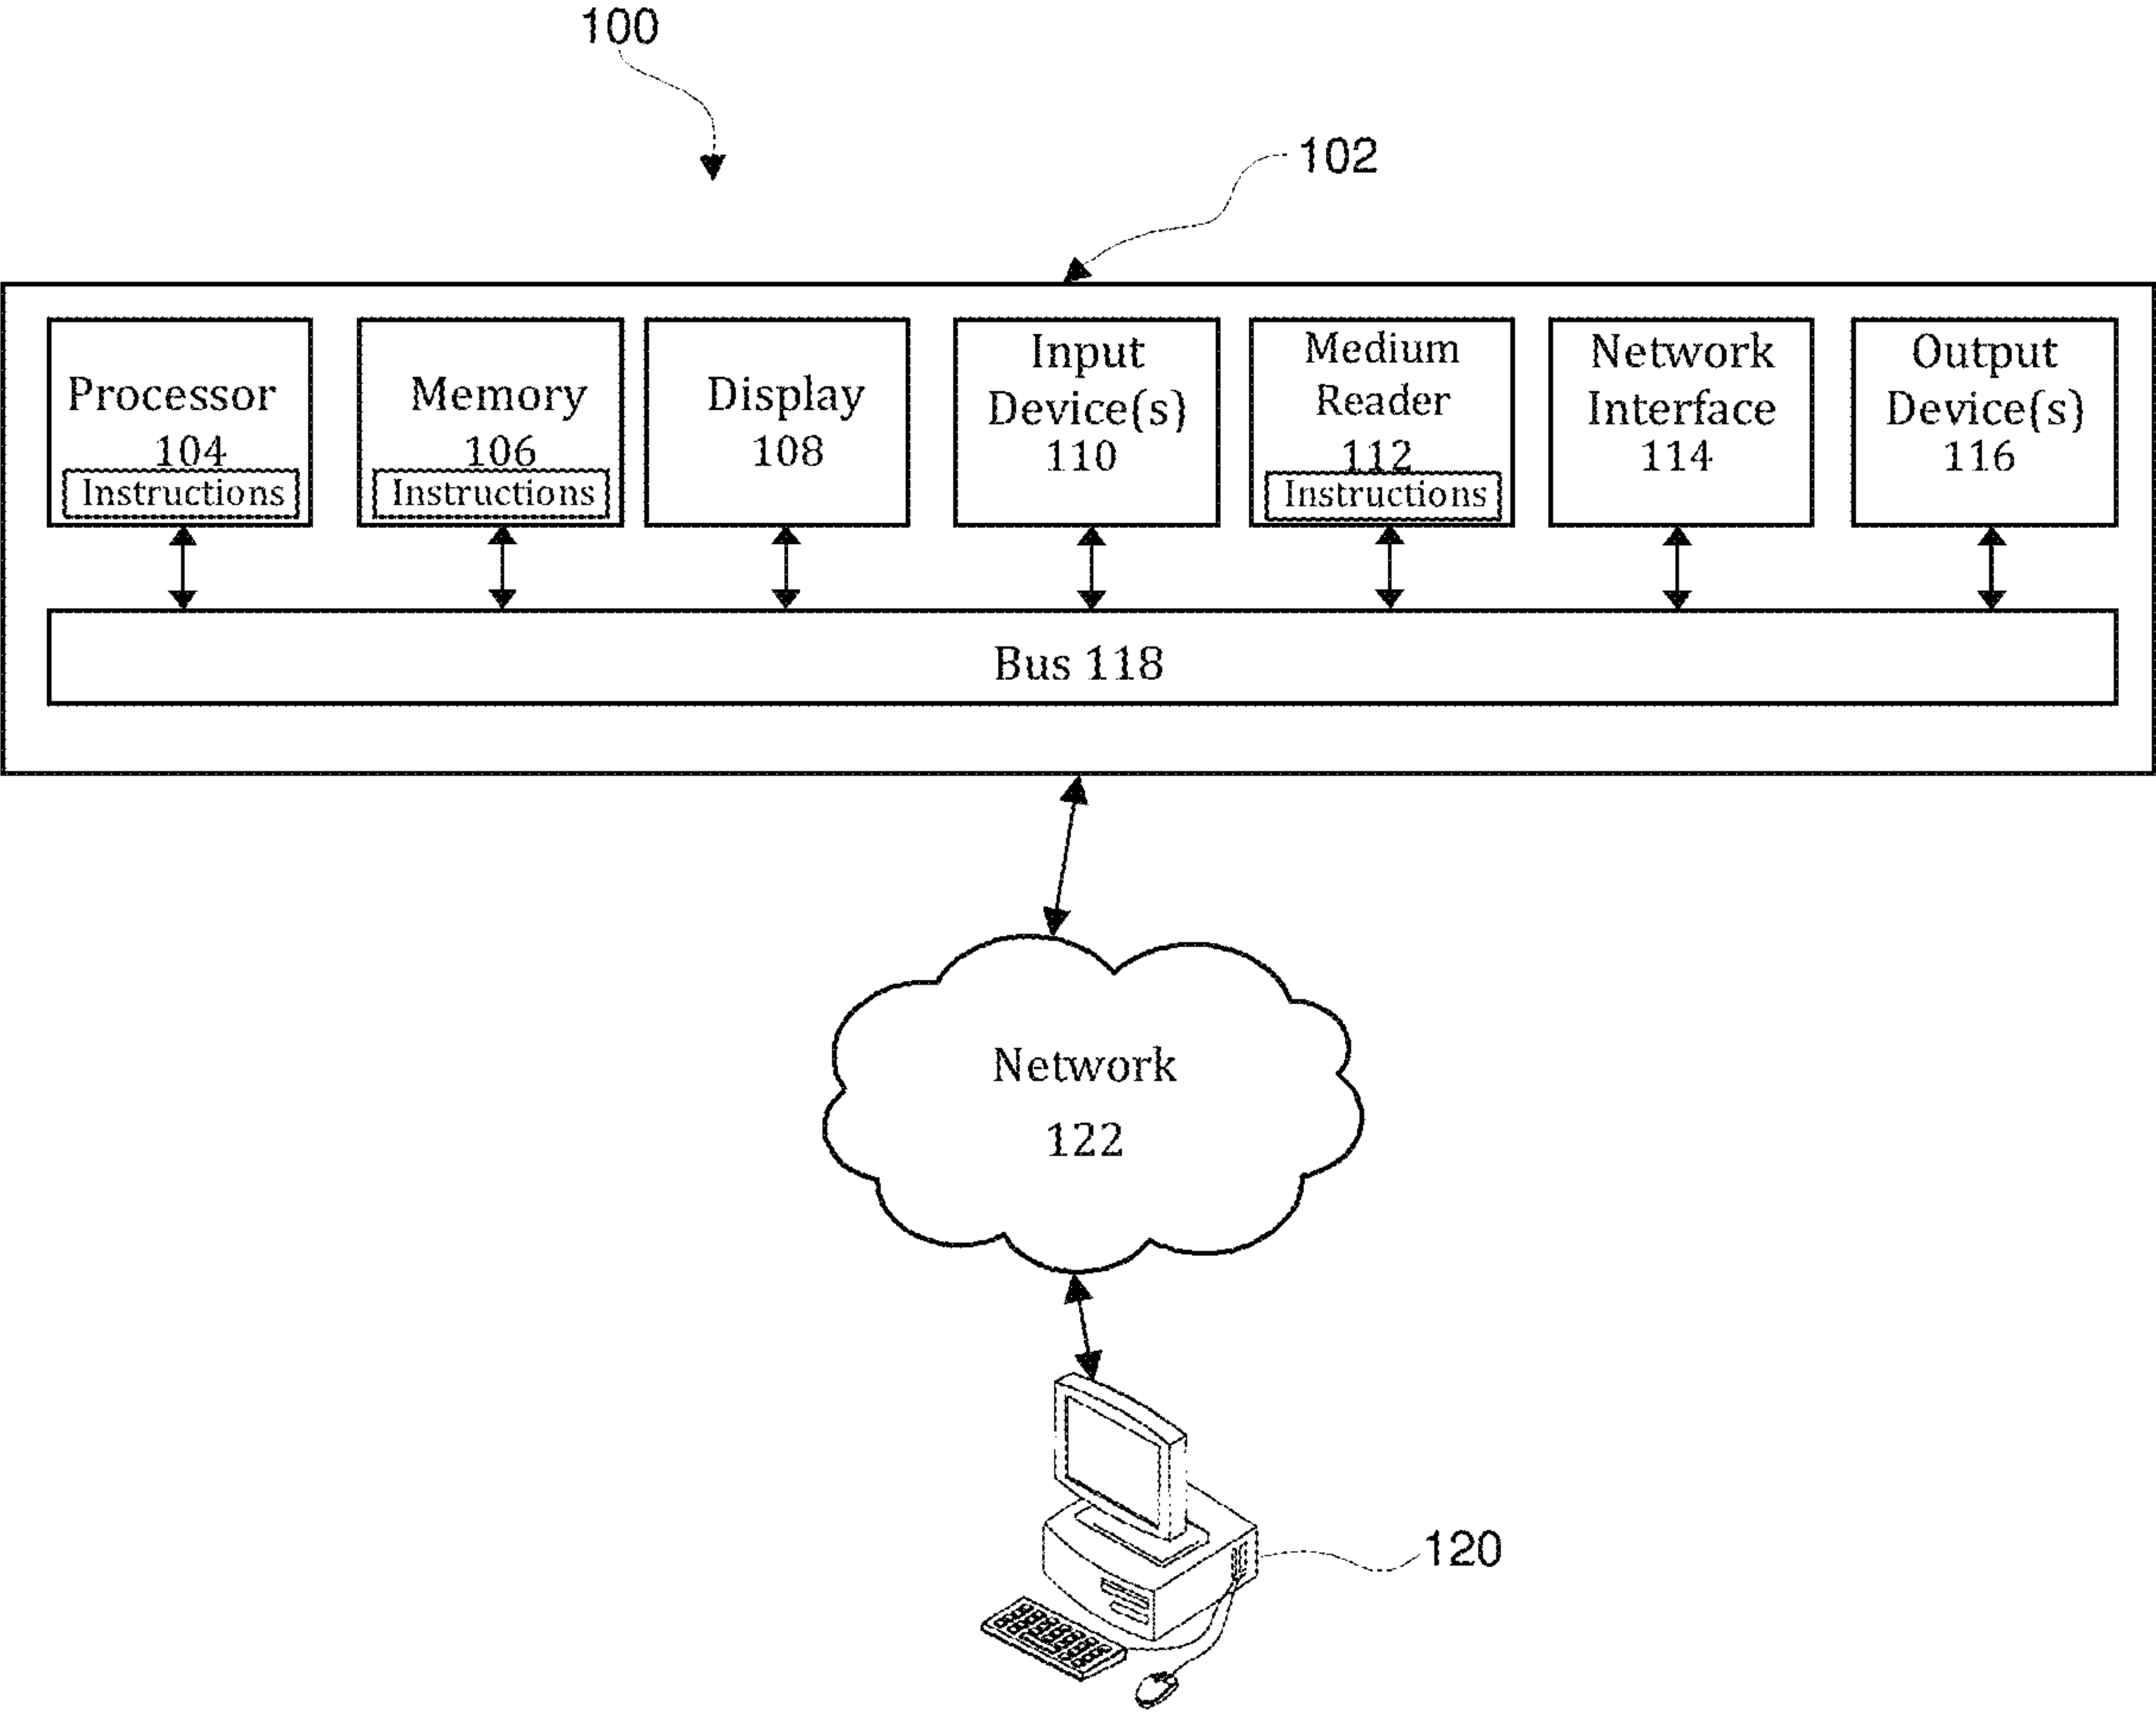 100
102
Processor
104
Instructions
Memory
106
Instructions
Display
108
Input
Device(s)
110
Medium
Reader
112
Instructions
Network
Interface
114
Output
Device(s)
116
Bus 118
Network
122
120